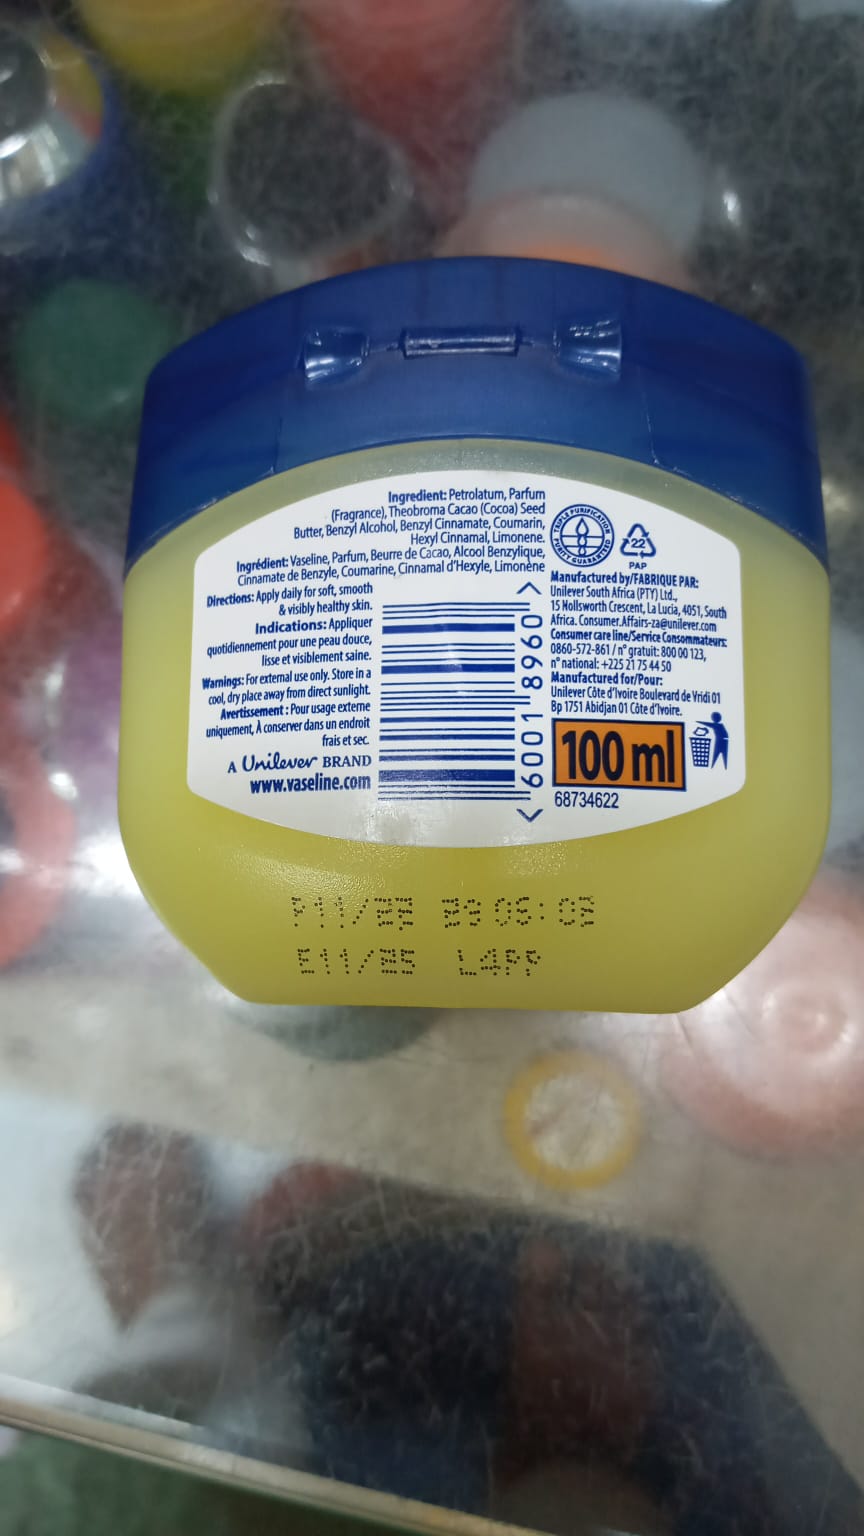 Ingredient: Petrolatum, Parfum
(Fragrance), Theobroma Cacao (Cocoa) Seed
Butter, Benzyl Alcohol, Benzyl Cinnamate, Coumarin,
Hexyl Cinnamal, Limonene.
Ingrédient: Vaseline, Parfum, Beurre de Cacao, Alcool Benzylique,
Cinnamate de Benzyle, Coumarine, Cinnamal d'Hexyle, Limonène
Directions: Apply daily for soft, smooth
& visibly healthy skin.
Indications: Appliquer
quotidiennement pour une peau douce,
lisse et visiblement saine.
Warnings: For external use only. Store in a
cool, dry place away from direct sunlight.
Avertissement : Pour usage externe
uniquement, À conserver dans un endroit
frais et sec.
A Unilever BRAND
www.vaseline.com
< 6001 8960 >
TRIPLE PURIFICATION
PURITY GUARANTEED
22
PAP
Manufactured by/FABRIQUE PAR:
Unilever South Africa (PTY) Ltd.,
15 Nollsworth Crescent, La Lucia, 4051, South
Africa. Consumer.Affairs-za@unilever.com
Consumer care line/Service Consommateurs:
0860-572-861 / n° gratuit: 800 00 123,
n° national: +225 21 75 44 50
Manufactured for/Pour:
Unilever Côte d'Ivoire Boulevard de Vridi 01
Bp 1751 Abidjan 01 Côte d'Ivoire.
100 ml
68734622
E11/25 L4PP